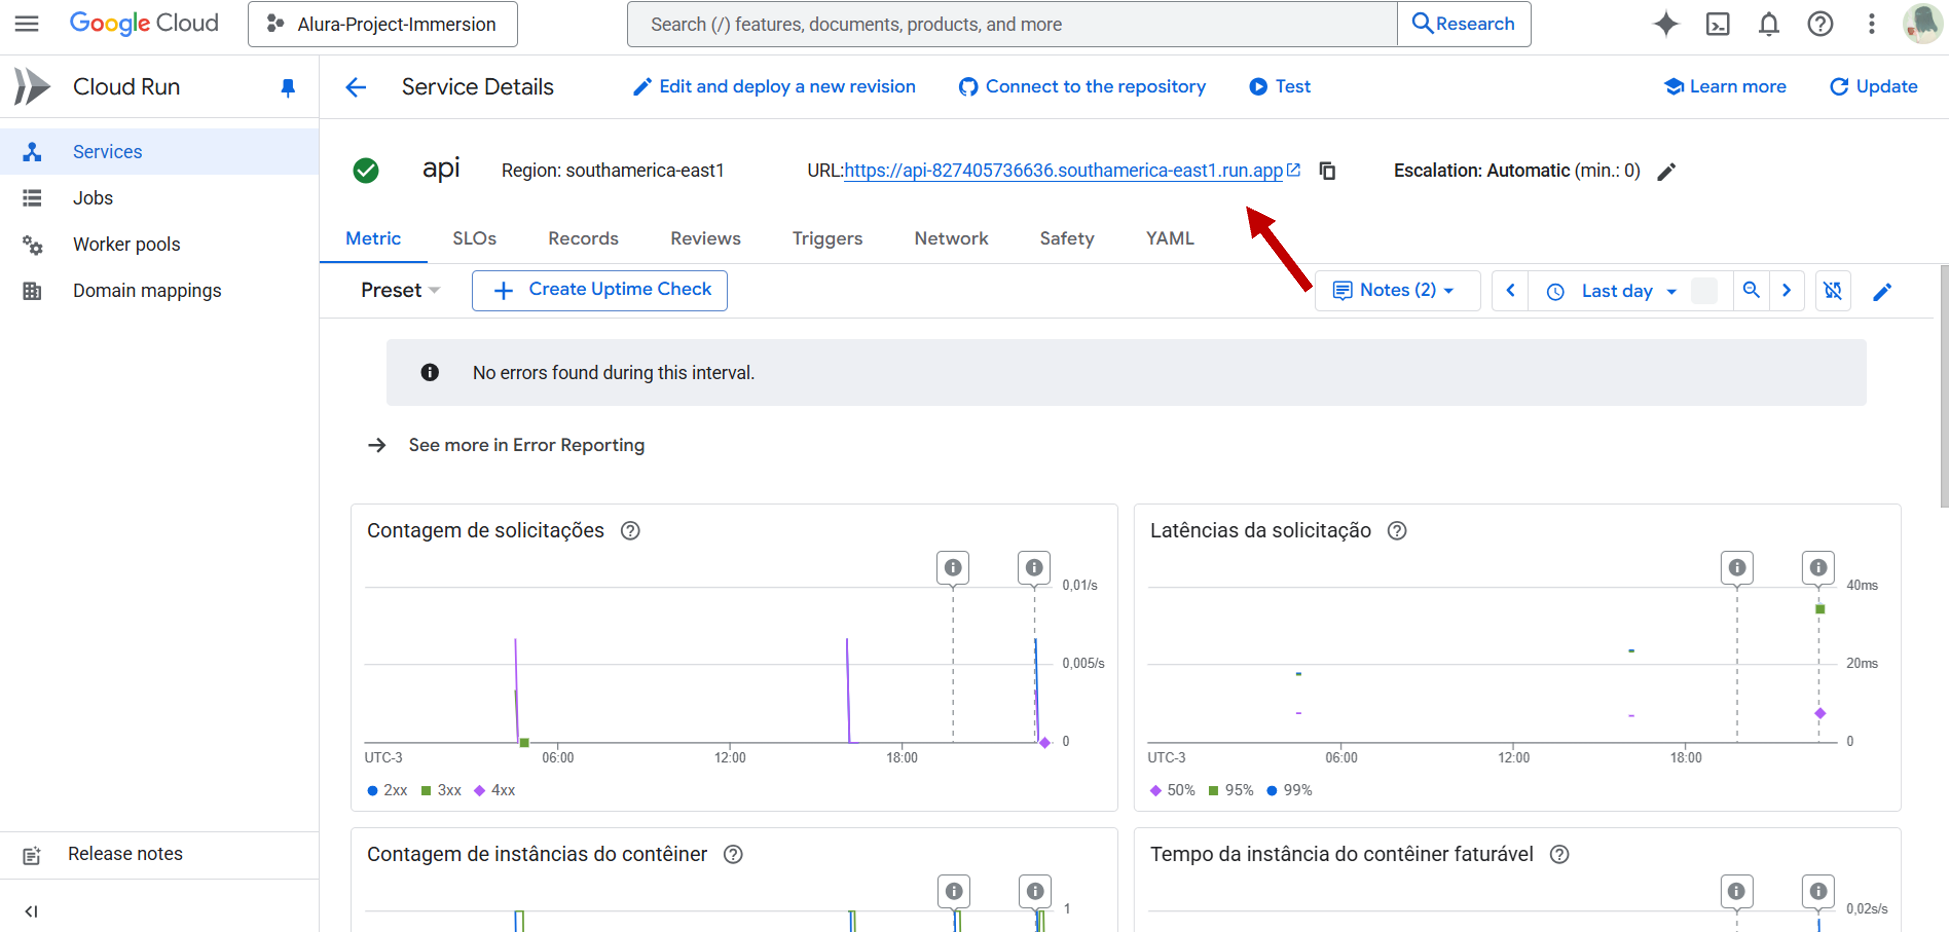 Google Cloud
Alura-Project-Immersion
Search (/) features, documents, products, and more
Research
Cloud Run
Service Details
Edit and deploy a new revision
Connect to the repository
Test
Learn more
Update
Services
Jobs
Worker pools
Domain mappings
api
Region: southamerica-east1
URL:https://api-827405736636.southamerica-east1.run.app
Escalation: Automatic (min.: 0)
Metric
SLOs
Records
Reviews
Triggers
Network
Safety
YAML
Preset
Create Uptime Check
Notes (2)
Last day
No errors found during this interval.
See more in Error Reporting
Contagem de solicitações
0,01/s
0,005/s
0
UTC-3
06:00
12:00
18:00
2xx
3xx
4xx
Latências da solicitação
40ms
20ms
0
UTC-3
06:00
12:00
18:00
50%
95%
99%
Contagem de instâncias do contêiner
1
Tempo da instância do contêiner faturável
0,02s/s
Release notes